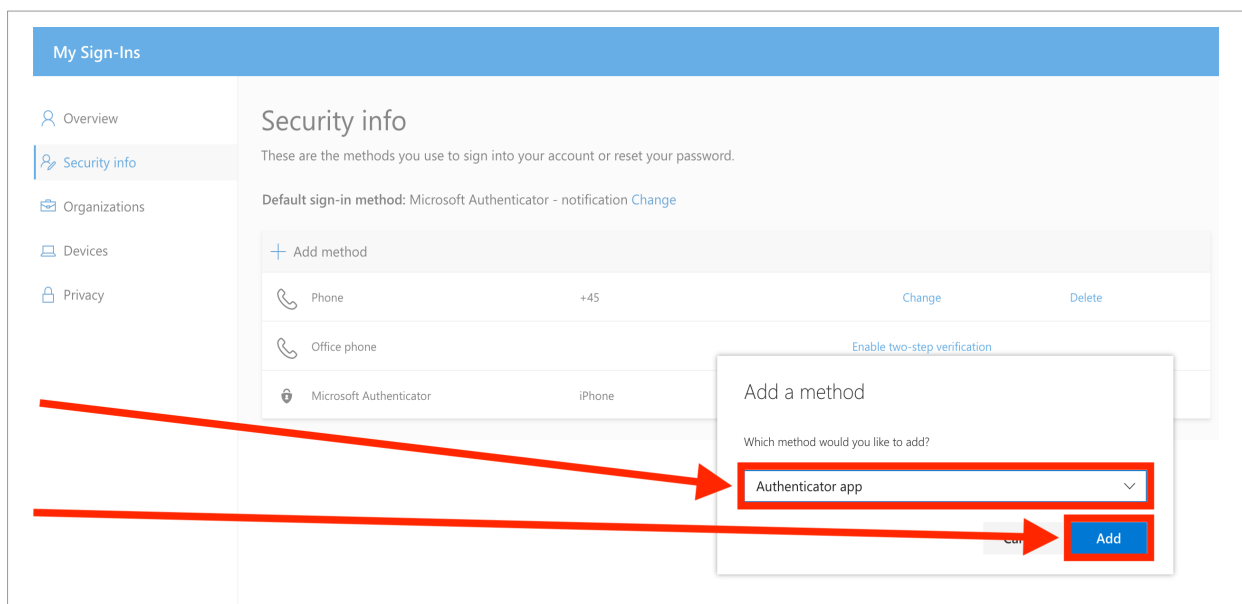 My Sign-Ins
Overview
Security info
Organizations
Devices
Privacy
Security info
These are the methods you use to sign into your account or reset your password.
Default sign-in method: Microsoft Authenticator - notification Change
Add method
Phone +45 Change Delete
Office phone Enable two-step verification
Microsoft Authenticator iPhone
Add a method
Which method would you like to add?
Authenticator app
Add